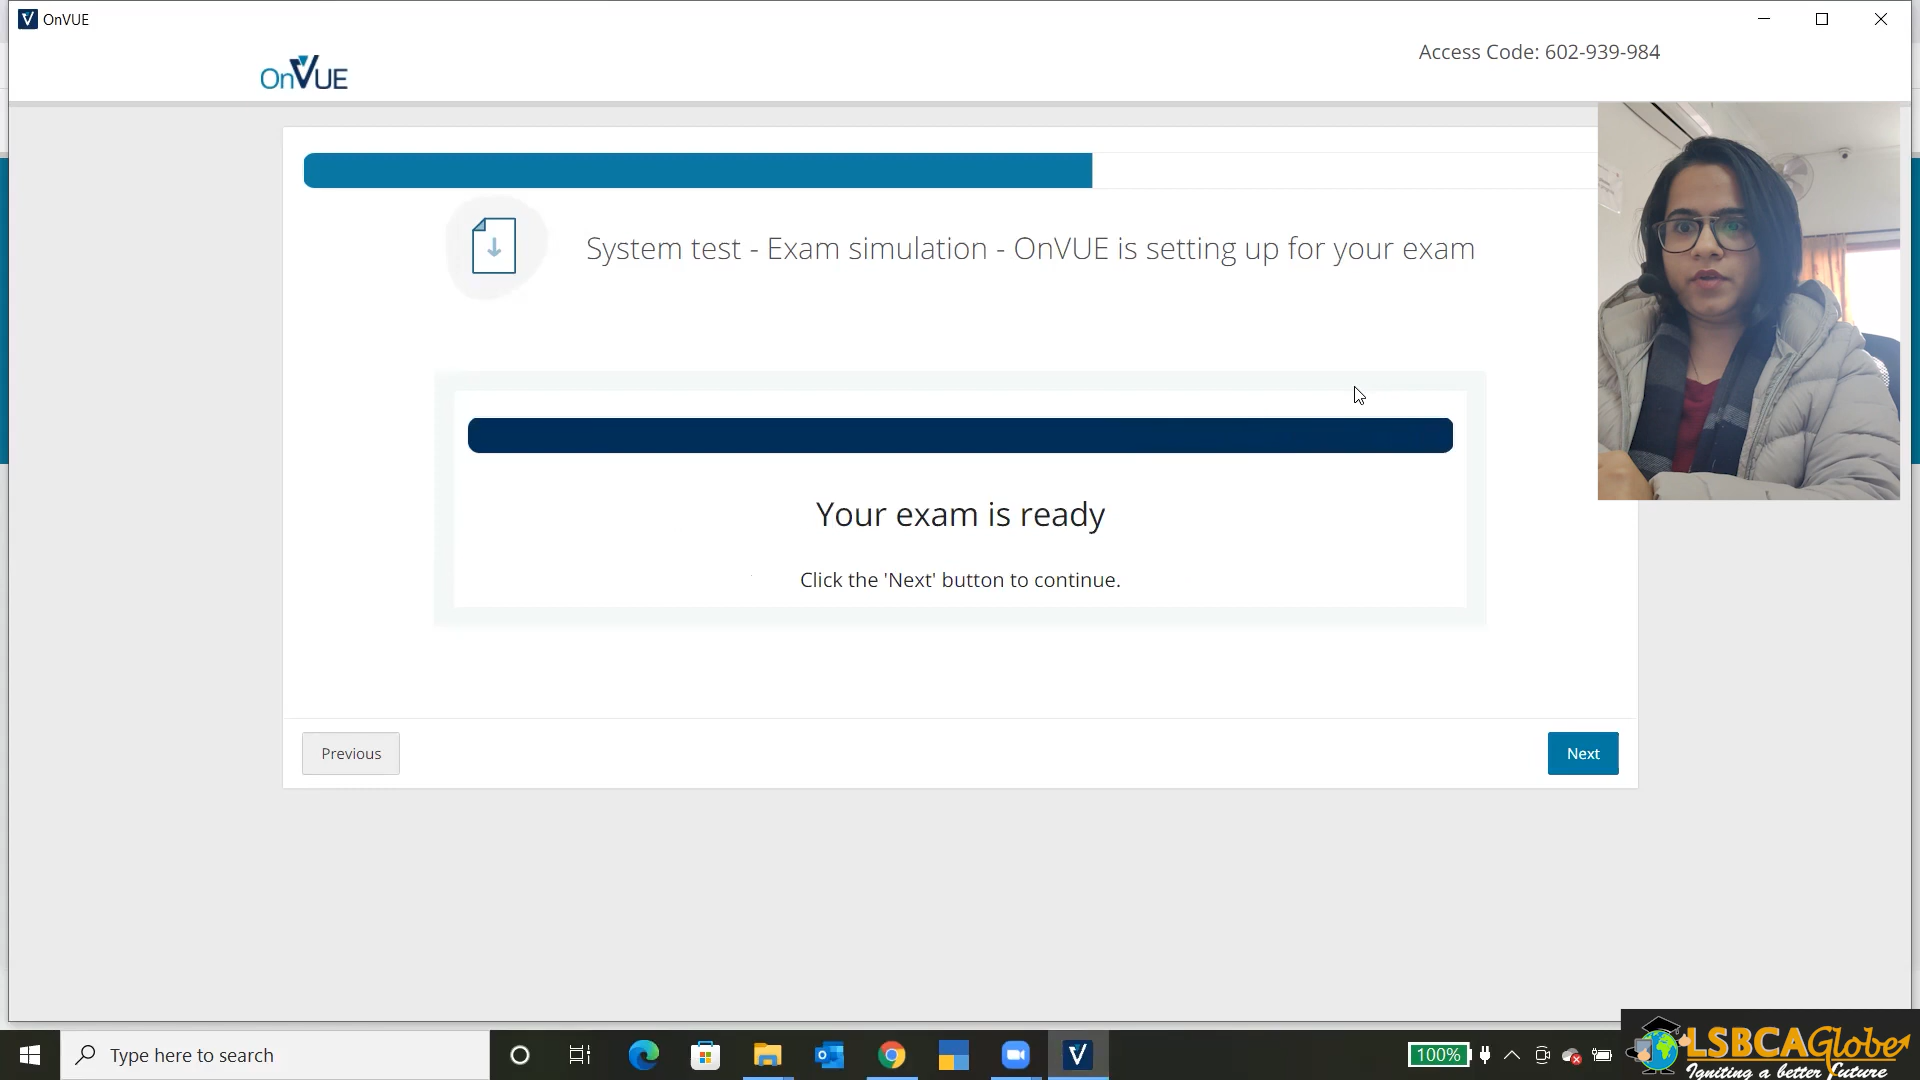 OnVUE
OnVUE
Access Code: 602-939-984
System test - Exam simulation - OnVUE is setting up for your exam
Your exam is ready
Click the 'Next' button to continue.
Previous
Next
Type here to search
100%
LSBCAGlobe
Igniting a better future